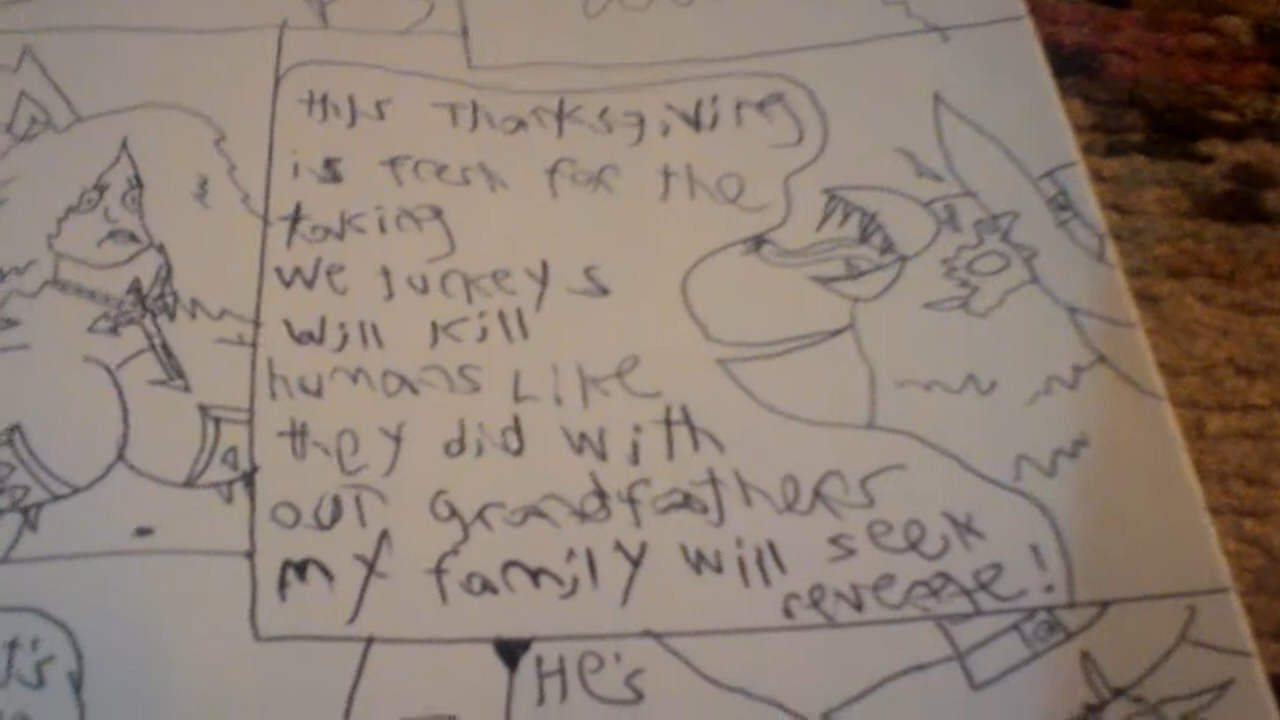 this Thanksgiving
is fresh for the
taking
We turkeys
will kill
humans Like
they did with
our grandfathers
my family will seek
revenge!
It's
He's